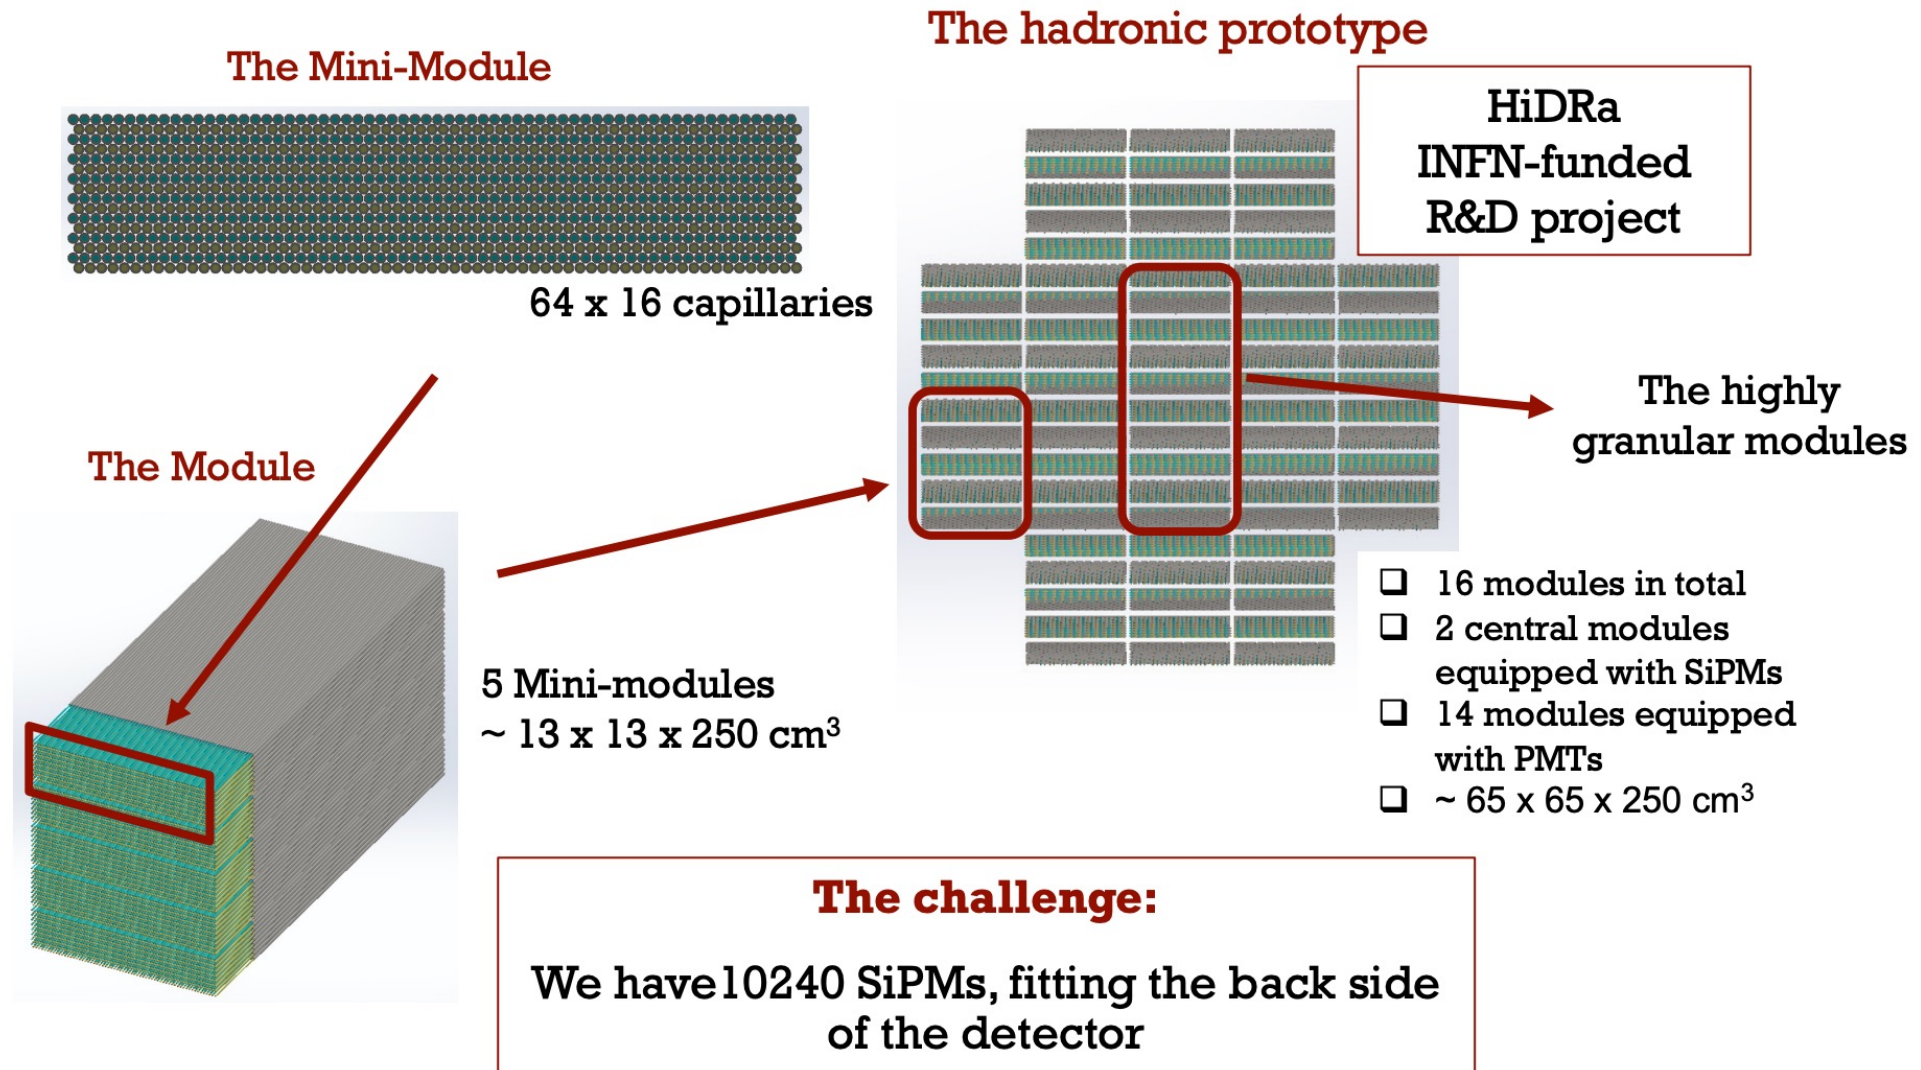 The Mini-Module
64 x 16 capillaries
The Module
5 Mini-modules
~ 13 x 13 x 250 cm³
The hadronic prototype
HiDRa
INFN-funded
R&D project
The highly
granular modules
❑ 16 modules in total
❑ 2 central modules
equipped with SiPMs
❑ 14 modules equipped
with PMTs
❑ ~ 65 x 65 x 250 cm³
The challenge:
We have10240 SiPMs, fitting the back side
of the detector